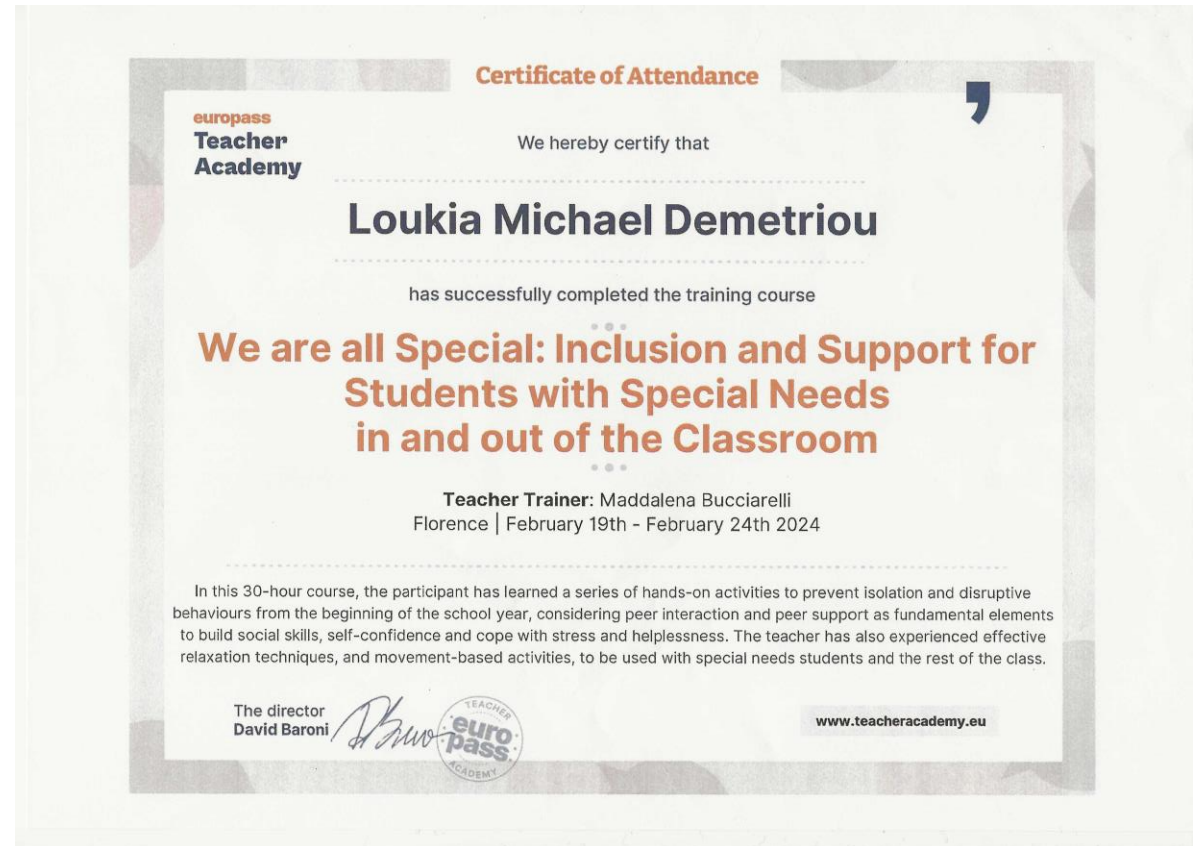 Certificate of Attendance
europass
Teacher
Academy
We hereby certify that
Loukia Michael Demetriou
has successfully completed the training course
We are all Special: Inclusion and Support for
Students with Special Needs
in and out of the Classroom
Teacher Trainer: Maddalena Bucciarelli
Florence | February 19th - February 24th 2024
In this 30-hour course, the participant has learned a series of hands-on activities to prevent isolation and disruptive
behaviours from the beginning of the school year, considering peer interaction and peer support as fundamental elements
to build social skills, self-confidence and cope with stress and helplessness. The teacher has also experienced effective
relaxation techniques, and movement-based activities, to be used with special needs students and the rest of the class.
The director
David Baroni
TEACHER
euro
pass
ACADEMY
www.teacheracademy.eu